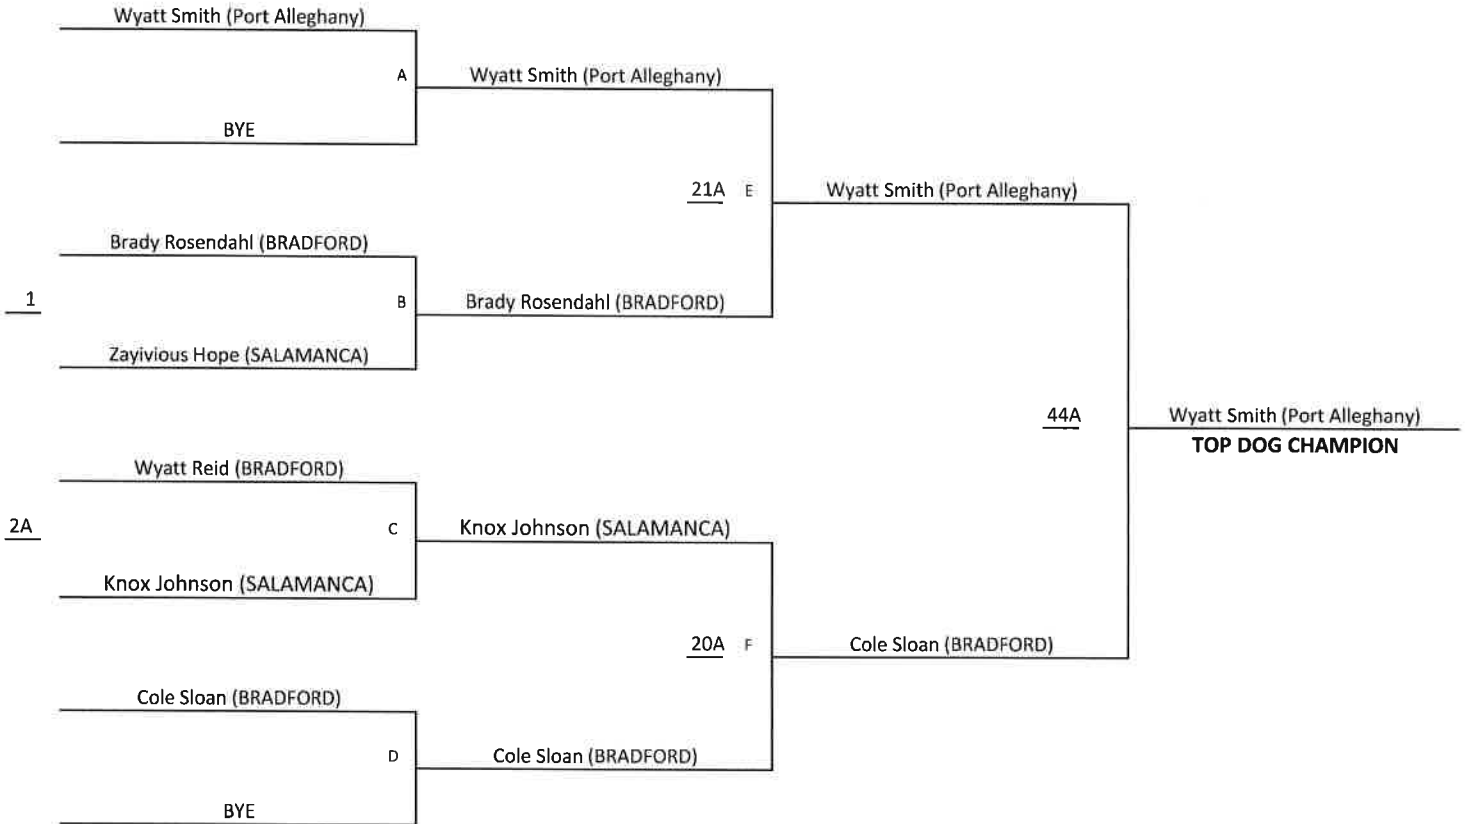 Wyatt Smith (Port Alleghany)
A
Wyatt Smith (Port Alleghany)
BYE
21A E
Wyatt Smith (Port Alleghany)
Brady Rosendahl (BRADFORD)
1
B
Brady Rosendahl (BRADFORD)
Zayivious Hope (SALAMANCA)
44A
Wyatt Smith (Port Alleghany)
TOP DOG CHAMPION
Wyatt Reid (BRADFORD)
2A
C
Knox Johnson (SALAMANCA)
Knox Johnson (SALAMANCA)
20A F
Cole Sloan (BRADFORD)
Cole Sloan (BRADFORD)
D
Cole Sloan (BRADFORD)
BYE